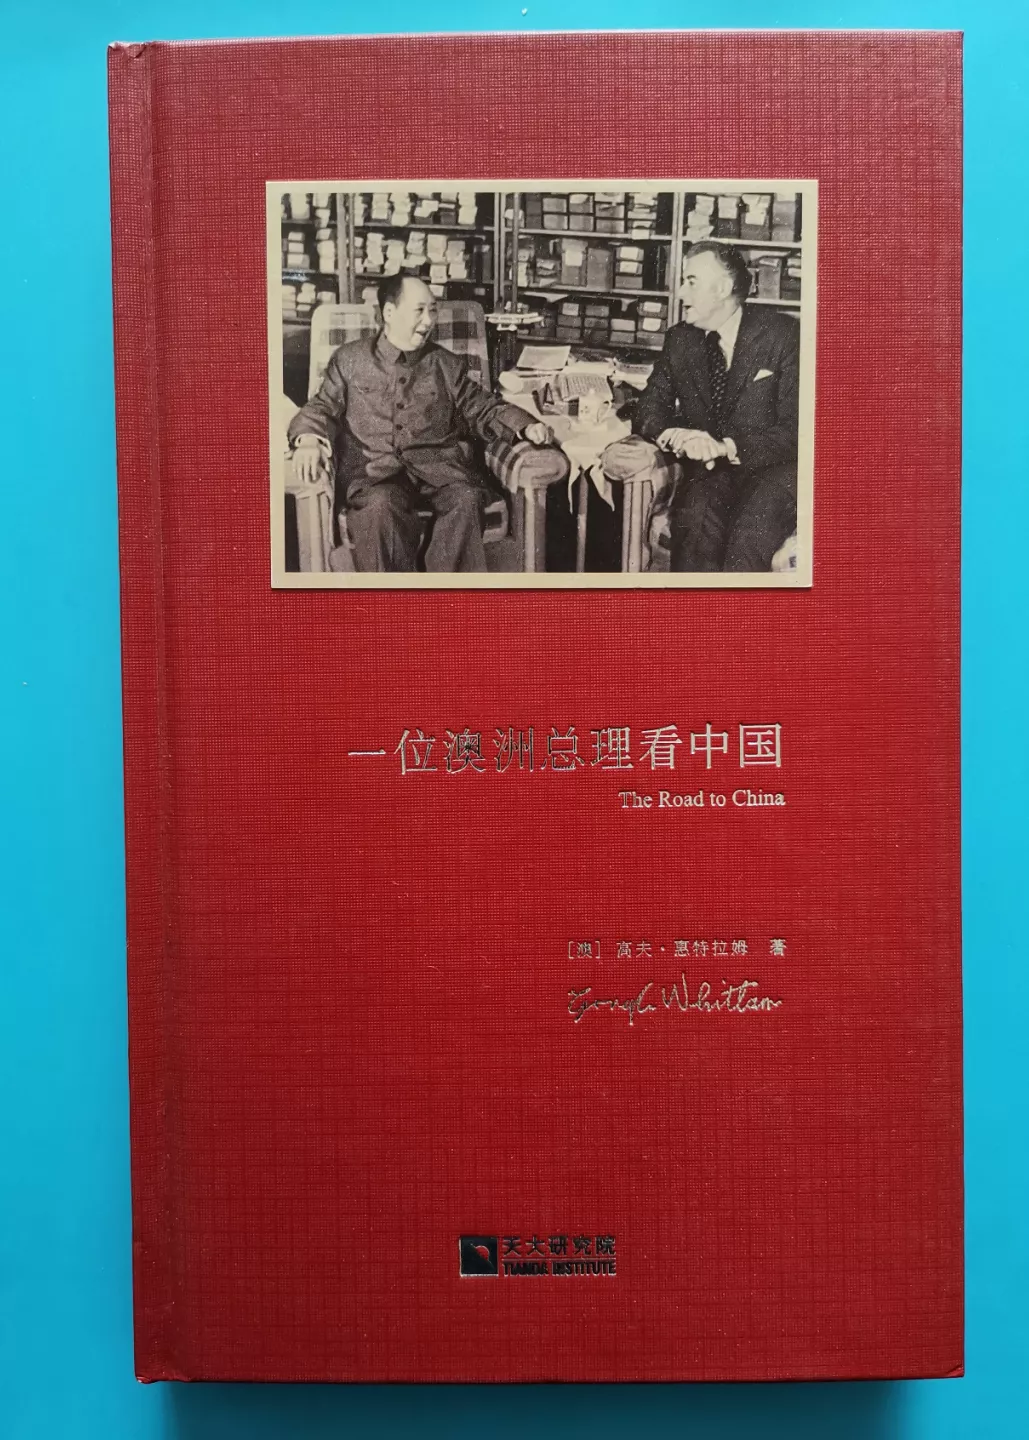 一位澳洲总理看中国
The Road to China
[澳] 高夫·惠特拉姆 著
Gough Whitlam
天大研究院
TIANDA INSTITUTE